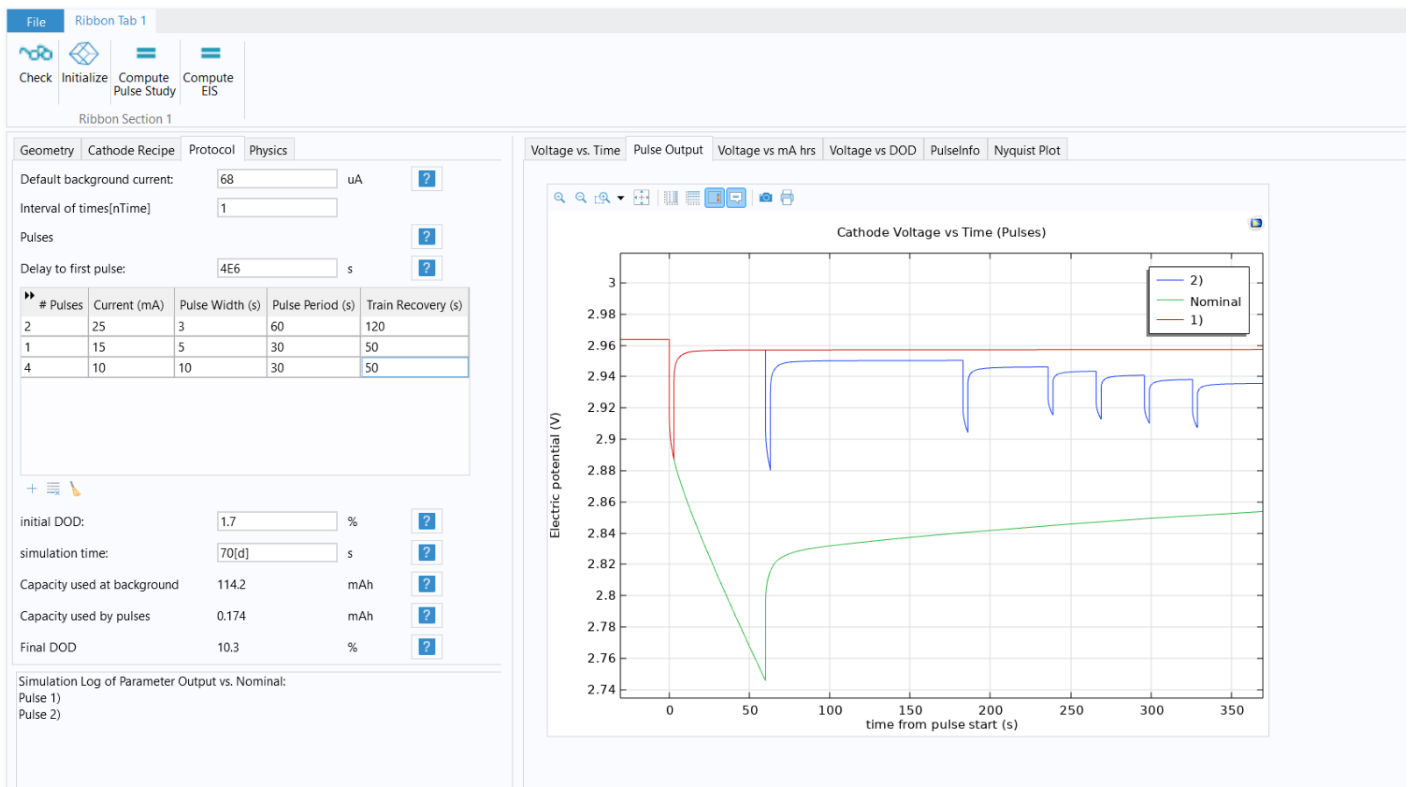 File Ribbon Tab 1
Check Initialize Compute Pulse Study Compute EIS
Ribbon Section 1
Geometry Cathode Recipe Protocol Physics
Default background current: 68 uA ?
Interval of times[nTime] 1
Pulses ?
Delay to first pulse: 4E6 s ?
# Pulses Current (mA) Pulse Width (s) Pulse Period (s) Train Recovery (s)
2 25 3 60 120
1 15 5 30 50
4 10 10 30 50
initial DOD: 1.7 % ?
simulation time: 70[d] s ?
Capacity used at background 114.2 mAh ?
Capacity used by pulses 0.174 mAh ?
Final DOD 10.3 % ?
Simulation Log of Parameter Output vs. Nominal:
Pulse 1)
Pulse 2)
Voltage vs. Time Pulse Output Voltage vs mA hrs Voltage vs DOD PulseInfo Nyquist Plot
Cathode Voltage vs Time (Pulses)
2)
Nominal
1)
Electric potential (V)
3
2.98
2.96
2.94
2.92
2.9
2.88
2.86
2.84
2.82
2.8
2.78
2.76
2.74
0 50 100 150 200 250 300 350
time from pulse start (s)